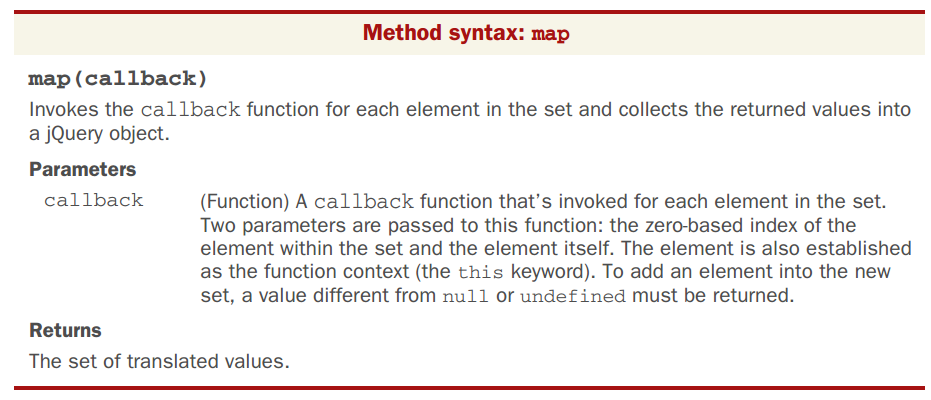 Method syntax: map
map(callback)
Invokes the callback function for each element in the set and collects the returned values into
a jQuery object.
Parameters
callback (Function) A callback function that's invoked for each element in the set.
Two parameters are passed to this function: the zero-based index of the
element within the set and the element itself. The element is also established
as the function context (the this keyword). To add an element into the new
set, a value different from null or undefined must be returned.
Returns
The set of translated values.